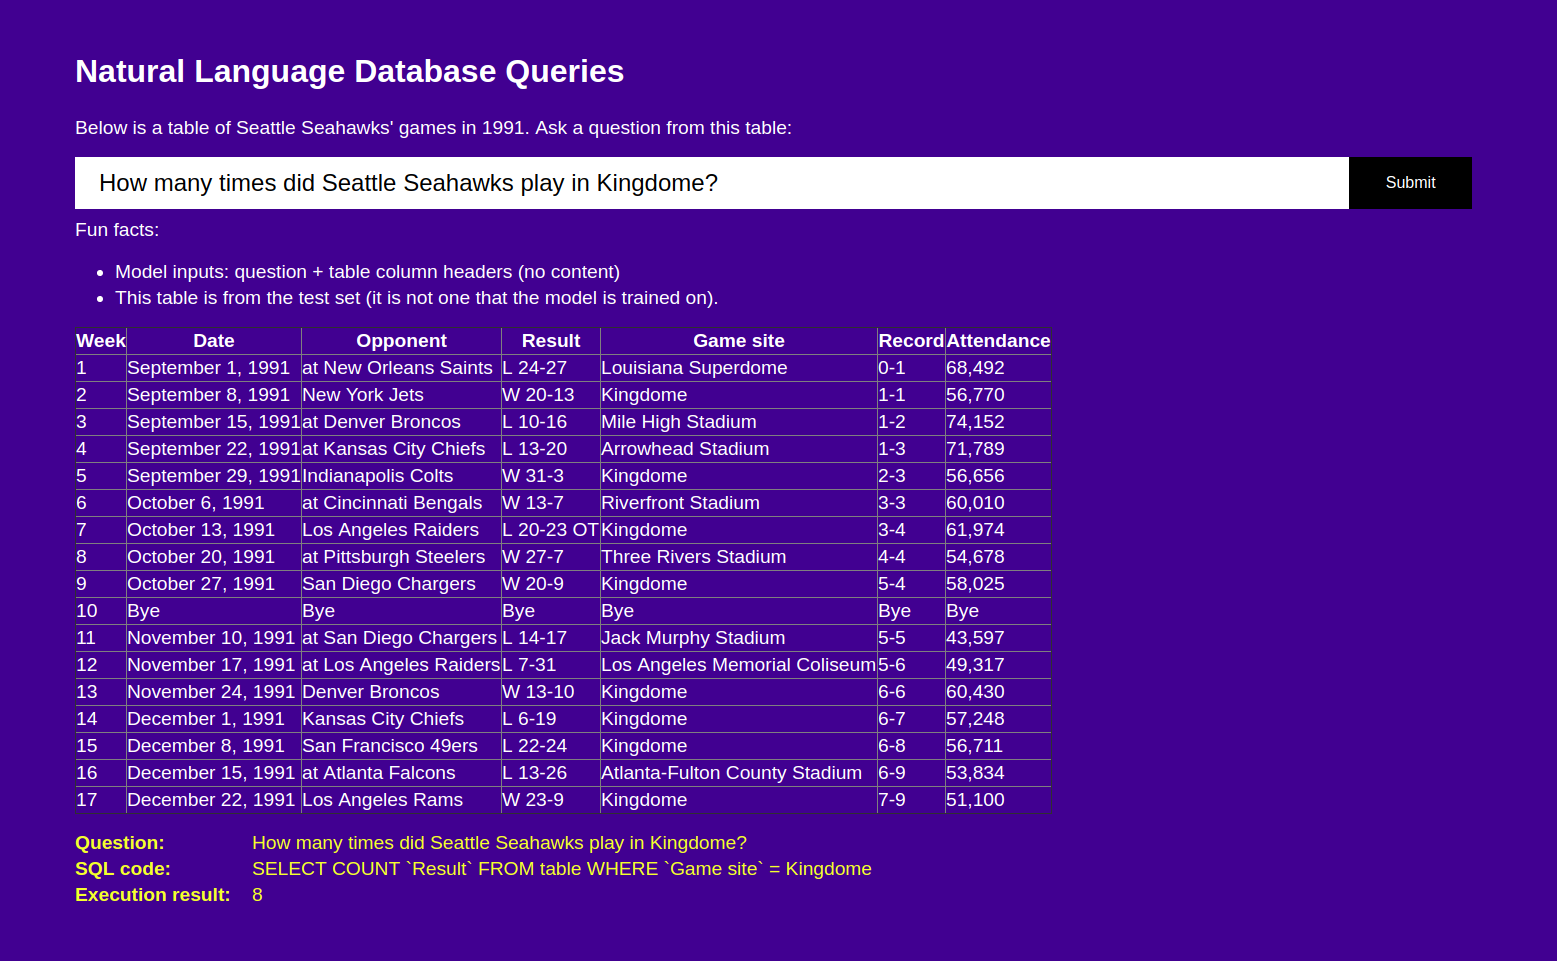 Natural Language Database Queries
Below is a table of Seattle Seahawks' games in 1991. Ask a question from this table:
How many times did Seattle Seahawks play in Kingdome? Submit
Fun facts:
• Model inputs: question + table column headers (no content)
• This table is from the test set (it is not one that the model is trained on).
Week Date Opponent Result Game site Record Attendance
1 September 1, 1991 at New Orleans Saints L 24-27 Louisiana Superdome 0-1 68,492
2 September 8, 1991 New York Jets W 20-13 Kingdome 1-1 56,770
3 September 15, 1991 at Denver Broncos L 10-16 Mile High Stadium 1-2 74,152
4 September 22, 1991 at Kansas City Chiefs L 13-20 Arrowhead Stadium 1-3 71,789
5 September 29, 1991 Indianapolis Colts W 31-3 Kingdome 2-3 56,656
6 October 6, 1991 at Cincinnati Bengals W 13-7 Riverfront Stadium 3-3 60,010
7 October 13, 1991 Los Angeles Raiders L 20-23 OT Kingdome 3-4 61,974
8 October 20, 1991 at Pittsburgh Steelers W 27-7 Three Rivers Stadium 4-4 54,678
9 October 27, 1991 San Diego Chargers W 20-9 Kingdome 5-4 58,025
10 Bye Bye Bye Bye Bye Bye
11 November 10, 1991 at San Diego Chargers L 14-17 Jack Murphy Stadium 5-5 43,597
12 November 17, 1991 at Los Angeles Raiders L 7-31 Los Angeles Memorial Coliseum 5-6 49,317
13 November 24, 1991 Denver Broncos W 13-10 Kingdome 6-6 60,430
14 December 1, 1991 Kansas City Chiefs L 6-19 Kingdome 6-7 57,248
15 December 8, 1991 San Francisco 49ers L 22-24 Kingdome 6-8 56,711
16 December 15, 1991 at Atlanta Falcons L 13-26 Atlanta-Fulton County Stadium 6-9 53,834
17 December 22, 1991 Los Angeles Rams W 23-9 Kingdome 7-9 51,100
Question: How many times did Seattle Seahawks play in Kingdome?
SQL code: SELECT COUNT `Result` FROM table WHERE `Game site` = Kingdome
Execution result: 8